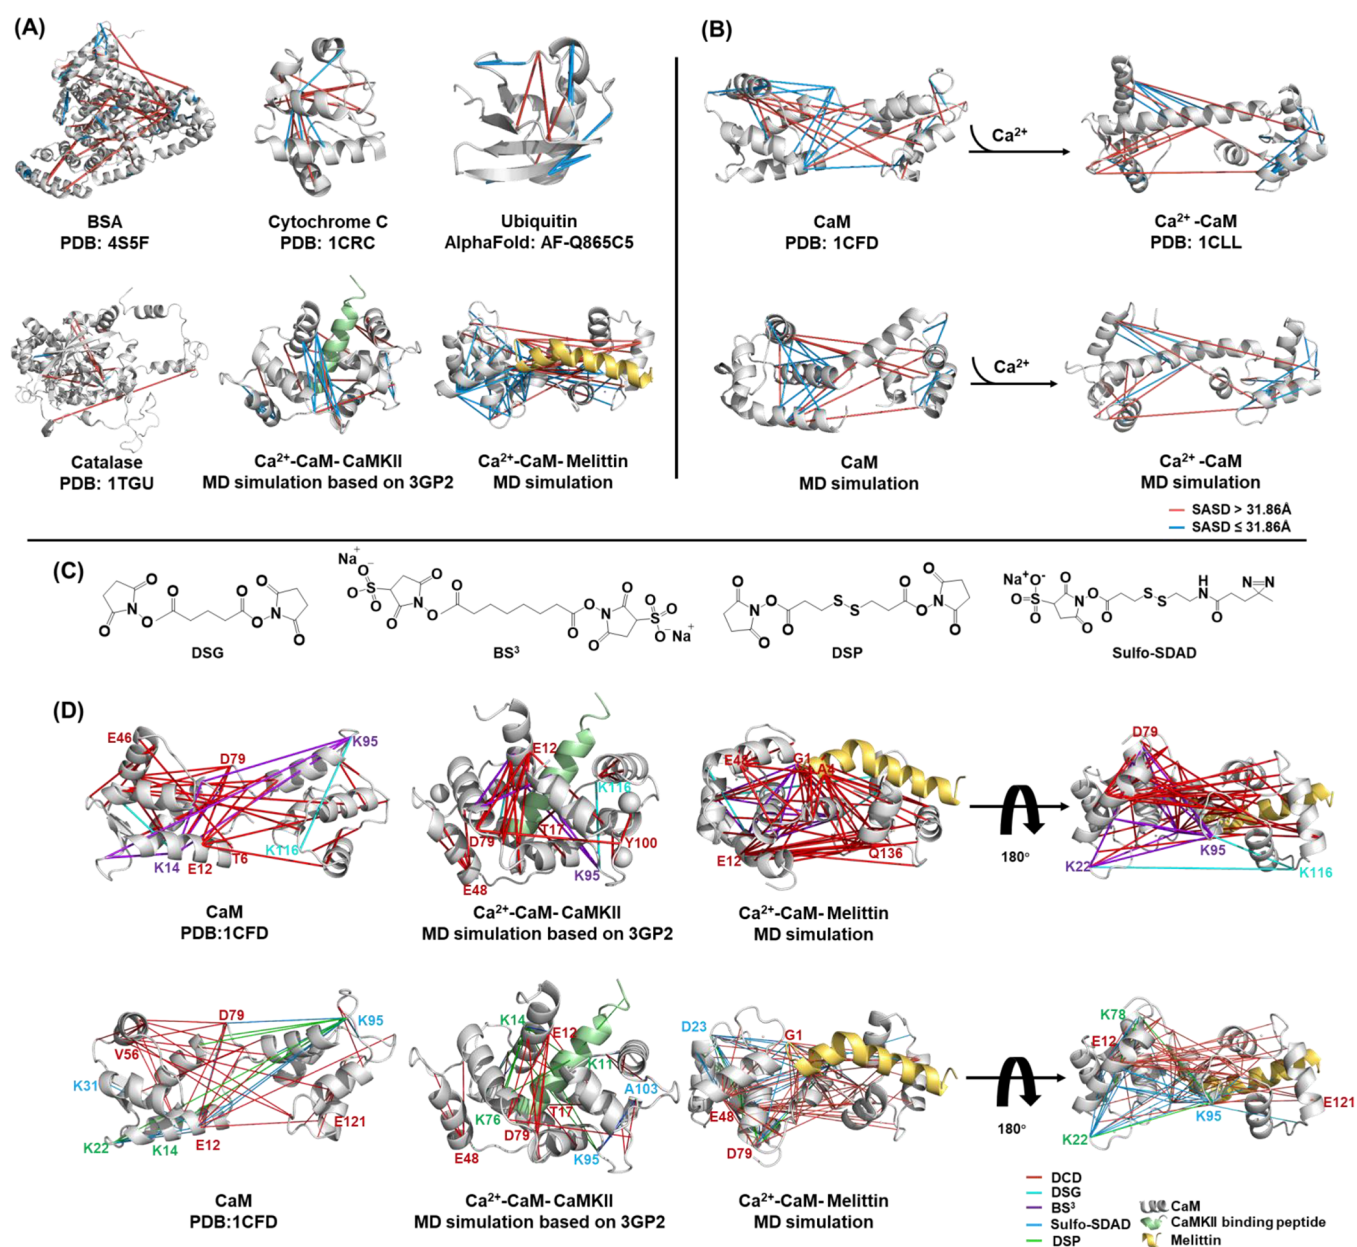 (A)
BSA
PDB: 4S5F
Cytochrome C
PDB: 1CRC
Ubiquitin
AlphaFold: AF-Q865C5
Catalase
PDB: 1TGU
Ca²⁺-CaM- CaMKII
MD simulation based on 3GP2
Ca²⁺-CaM- Melittin
MD simulation
(B)
CaM
PDB: 1CFD
Ca²⁺
Ca²⁺ -CaM
PDB: 1CLL
CaM
MD simulation
Ca²⁺
Ca²⁺ -CaM
MD simulation
SASD > 31.86Å
SASD ≤ 31.86Å
(C)
O
O
O
O
N
O
O
N
O
O
DSG
Na⁺
O⁻
O
S
O
O
N
O
O
O
O
O
N
O
O
S
O
O
O⁻
Na⁺
BS³
O
N
O
O
O
S
S
O
O
N
O
O
DSP
Na⁺
O⁻
O
S
O
O
N
O
O
O
S
S
H
N
O
N
N
Sulfo-SDAD
(D)
E46
D79
K95
K14
E12
T6
K116
CaM
PDB:1CFD
E12
K116
T17
D79
Y100
K95
E48
Ca²⁺-CaM- CaMKII
MD simulation based on 3GP2
G1
A4
E12
Q136
Ca²⁺-CaM- Melittin
MD simulation
180°
D79
K95
K22
K116
D79
K95
V56
K31
E121
K22
K14
E12
CaM
PDB:1CFD
K14
E12
K11
A103
K76
T17
D79
E48
K95
Ca²⁺-CaM- CaMKII
MD simulation based on 3GP2
D23
G1
E48
D79
Ca²⁺-CaM- Melittin
MD simulation
180°
K78
E12
K95
E121
K22
DCD
DSG
BS³
Sulfo-SDAD
DSP
CaM
CaMKII binding peptide
Melittin